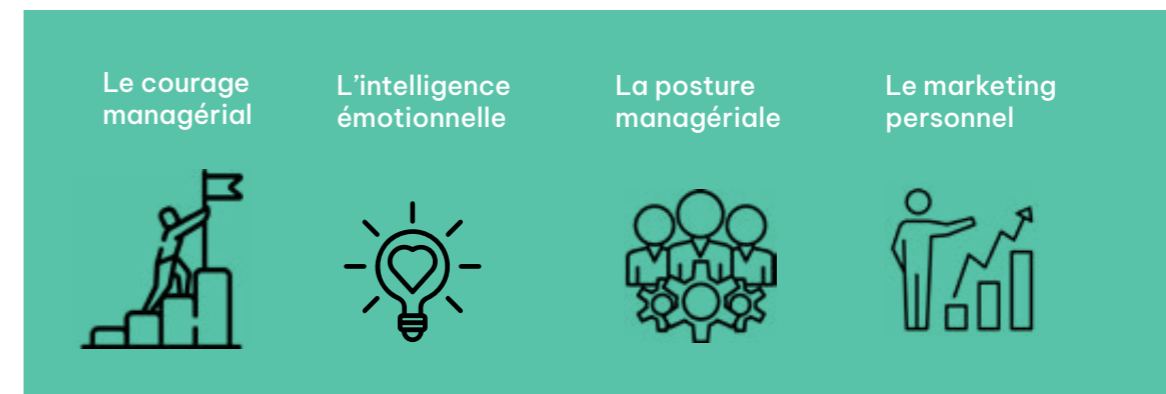 Le courage
managérial
L’intelligence
émotionnelle
La posture
managériale
Le marketing
personnel